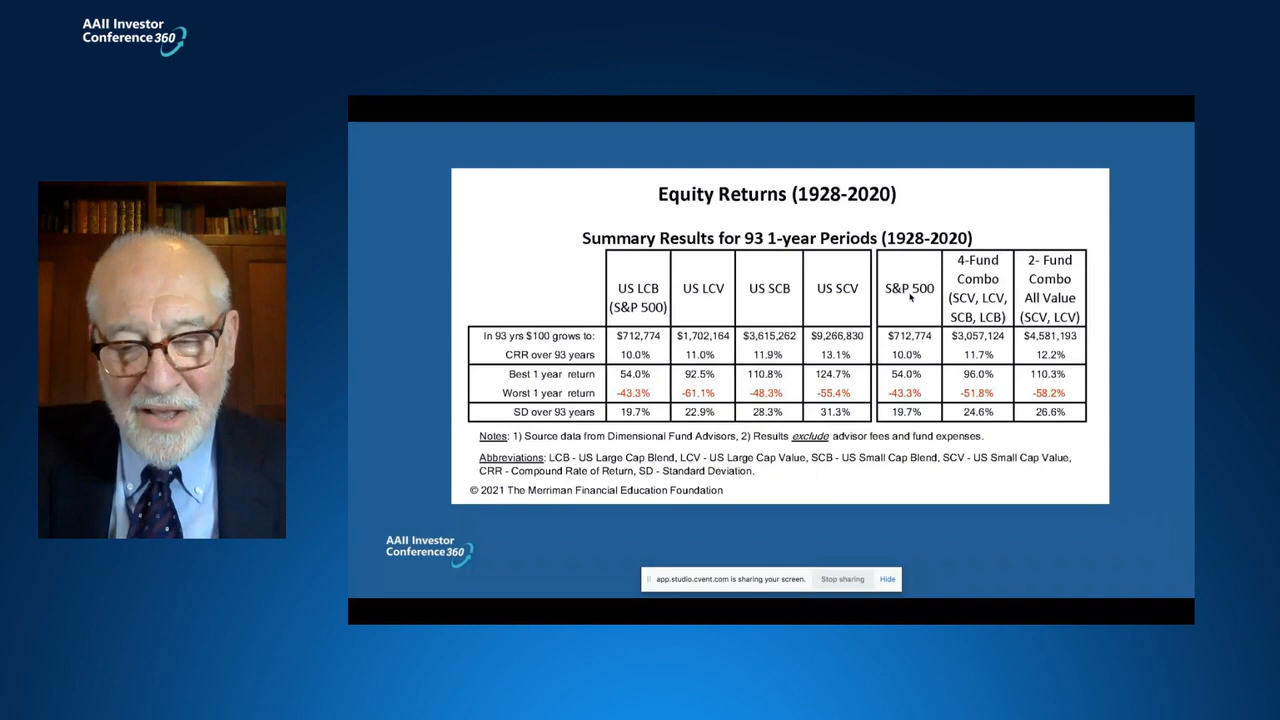 AAII Investor
Conference 360
Equity Returns (1928-2020)
Summary Results for 93 1-year Periods (1928-2020)
US LCB (S&P 500) US LCV US SCB US SCV S&P 500 4-Fund Combo (SCV, LCV, SCB, LCB) 2- Fund Combo All Value (SCV, LCV)
In 93 yrs $100 grows to: $712,774 $1,702,164 $3,615,262 $9,266,830 $712,774 $3,057,124 $4,581,193
CRR over 93 years 10.0% 11.0% 11.9% 13.1% 10.0% 11.7% 12.2%
Best 1 year return 54.0% 92.5% 110.8% 124.7% 54.0% 96.0% 110.3%
Worst 1 year return -43.3% -61.1% -48.3% -55.4% -43.3% -51.8% -58.2%
SD over 93 years 19.7% 22.9% 28.3% 31.3% 19.7% 24.6% 26.6%
Notes: 1) Source data from Dimensional Fund Advisors, 2) Results exclude advisor fees and fund expenses.
Abbreviations: LCB - US Large Cap Blend, LCV - US Large Cap Value, SCB - US Small Cap Blend, SCV - US Small Cap Value,
CRR - Compound Rate of Return, SD - Standard Deviation.
© 2021 The Merriman Financial Education Foundation
AAII Investor
Conference 360
app.studio.cvent.com is sharing your screen. Stop sharing Hide